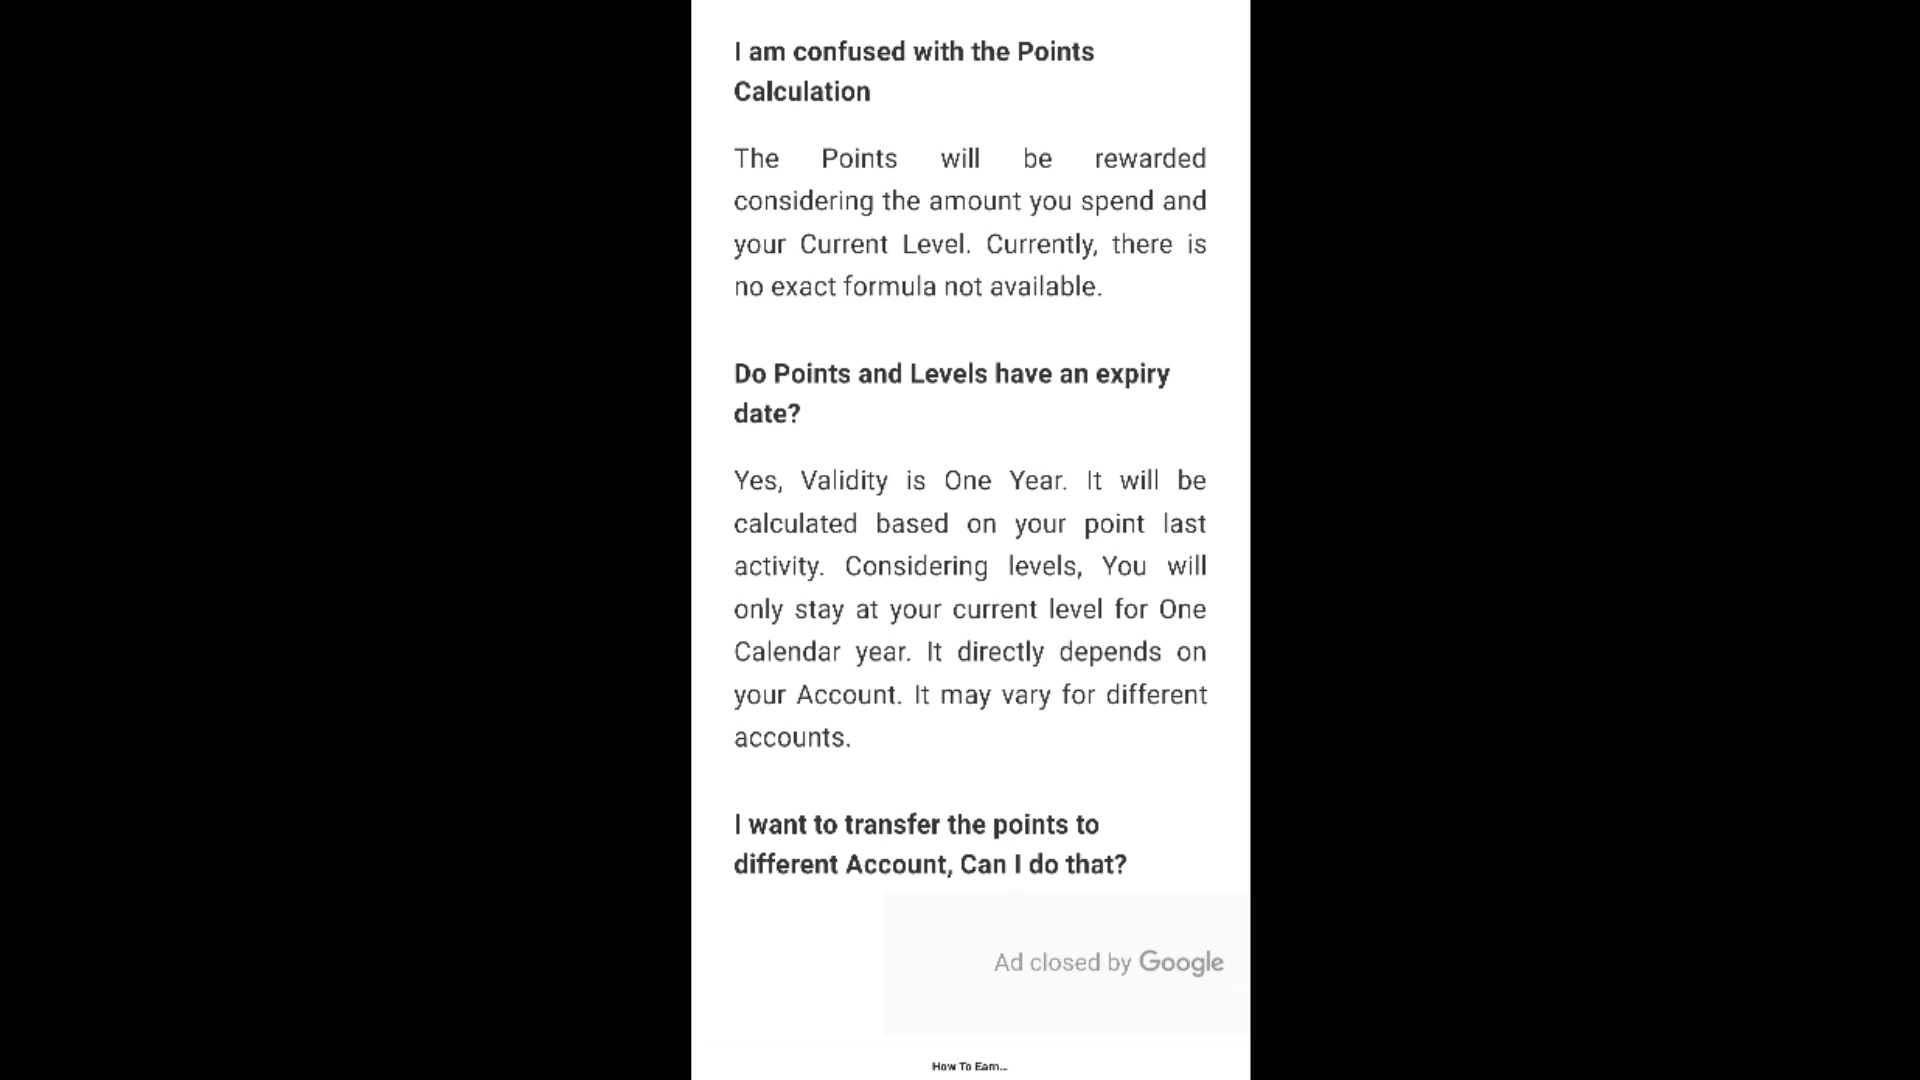 I am confused with the Points
Calculation
The Points will be rewarded
considering the amount you spend and
your Current Level. Currently, there is
no exact formula not available.
Do Points and Levels have an expiry
date?
Yes, Validity is One Year. It will be
calculated based on your point last
activity. Considering levels, You will
only stay at your current level for One
Calendar year. It directly depends on
your Account. It may vary for different
accounts.
I want to transfer the points to
different Account, Can I do that?
Ad closed by Google
How To Earn...